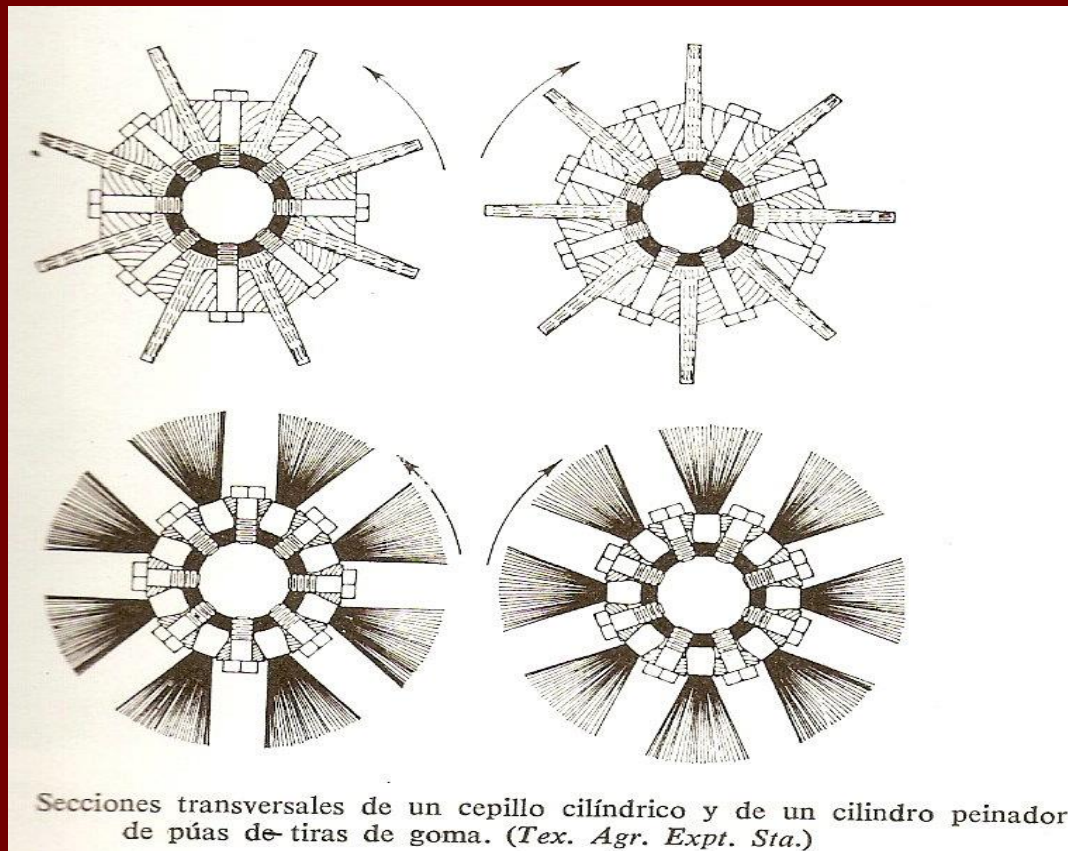 Secciones transversales de un cepillo cilíndrico y de un cilindro peinador
de púas de tiras de goma. (Tex. Agr. Expt. Sta.)